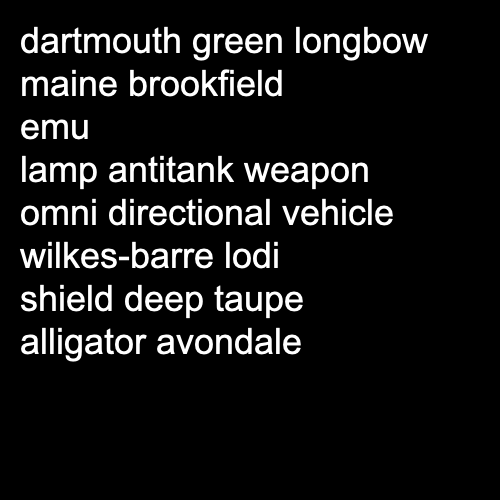 dartmouth green longbow
maine brookfield
emu
lamp antitank weapon
omni directional vehicle
wilkes-barre lodi
shield deep taupe
alligator avondale